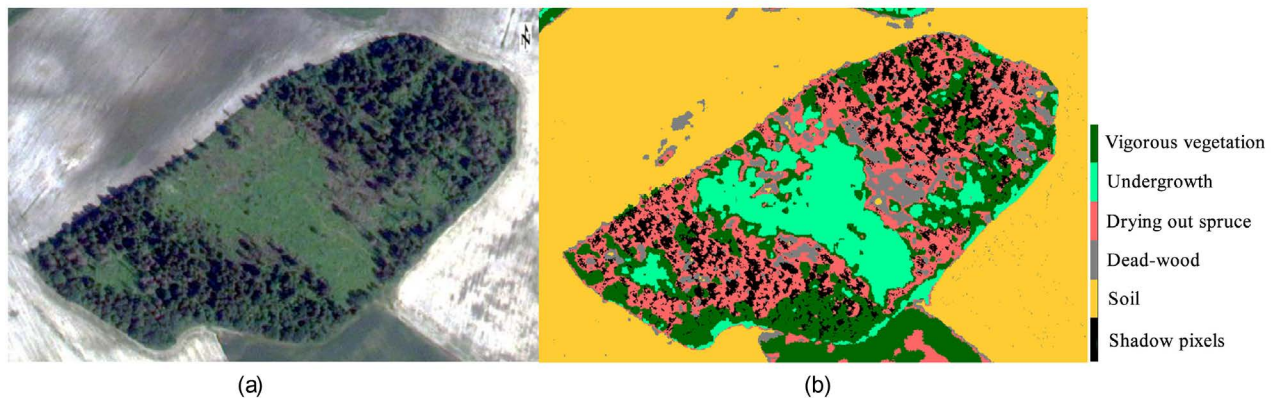 N
Vigorous vegetation
Undergrowth
Drying out spruce
Dead-wood
Soil
Shadow pixels
(a)
(b)